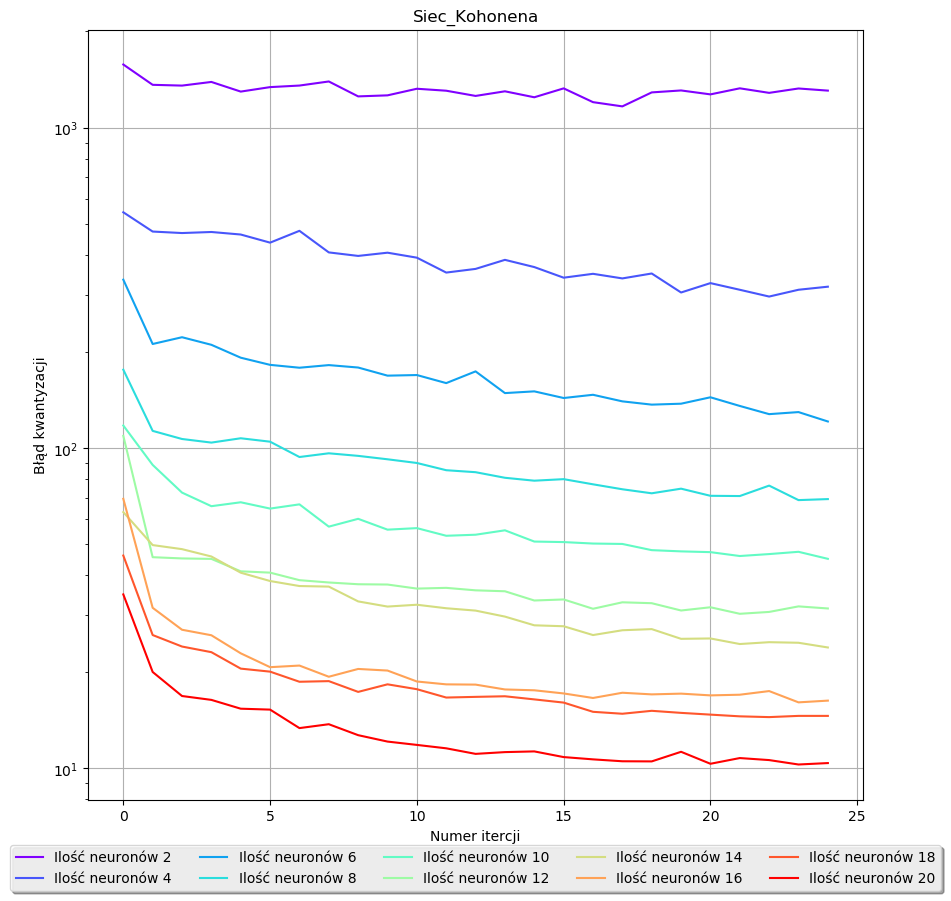 Siec_Kohonena
Błąd kwantyzacji
10³
10²
10¹
0 5 10 15 20 25
Numer itercji
Ilość neuronów 2 Ilość neuronów 6 Ilość neuronów 10 Ilość neuronów 14 Ilość neuronów 18
Ilość neuronów 4 Ilość neuronów 8 Ilość neuronów 12 Ilość neuronów 16 Ilość neuronów 20